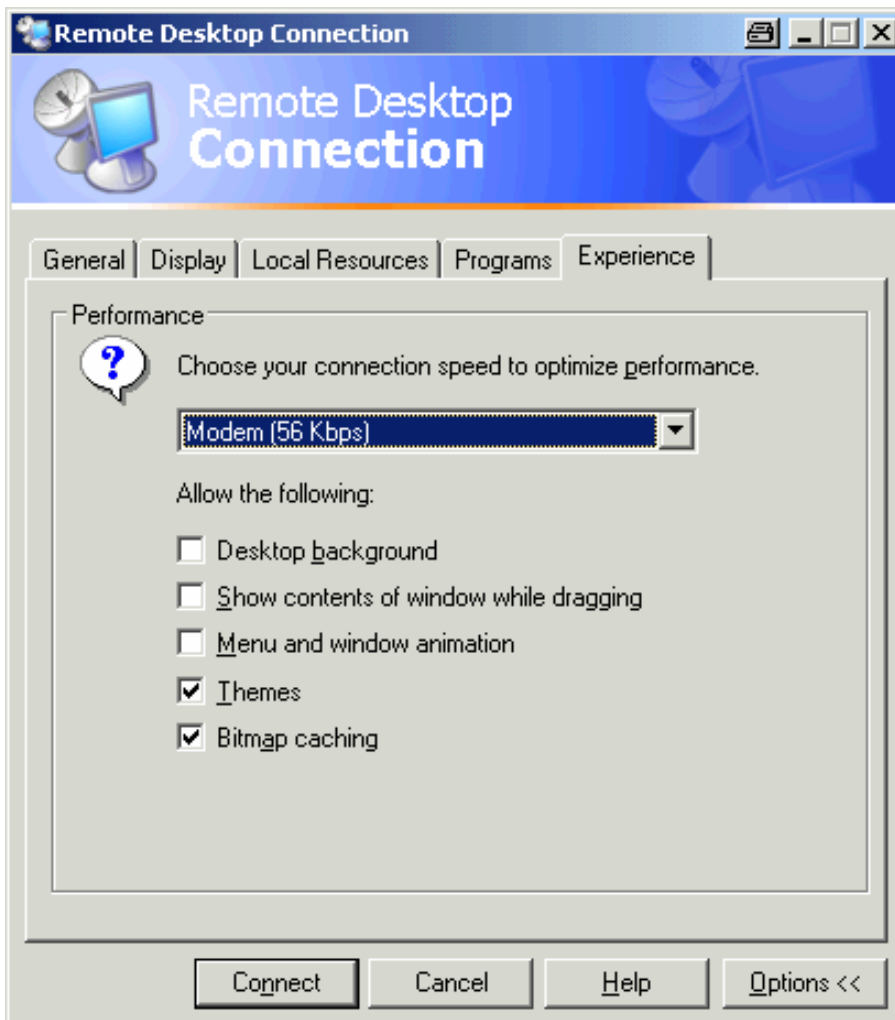 Remote Desktop Connection
Remote Desktop
Connection
General Display Local Resources Programs Experience
Performance
?
Choose your connection speed to optimize performance.
Modem (56 Kbps)
Allow the following:
Desktop background
Show contents of window while dragging
Menu and window animation
Themes
Bitmap caching
Connect Cancel Help Options <<